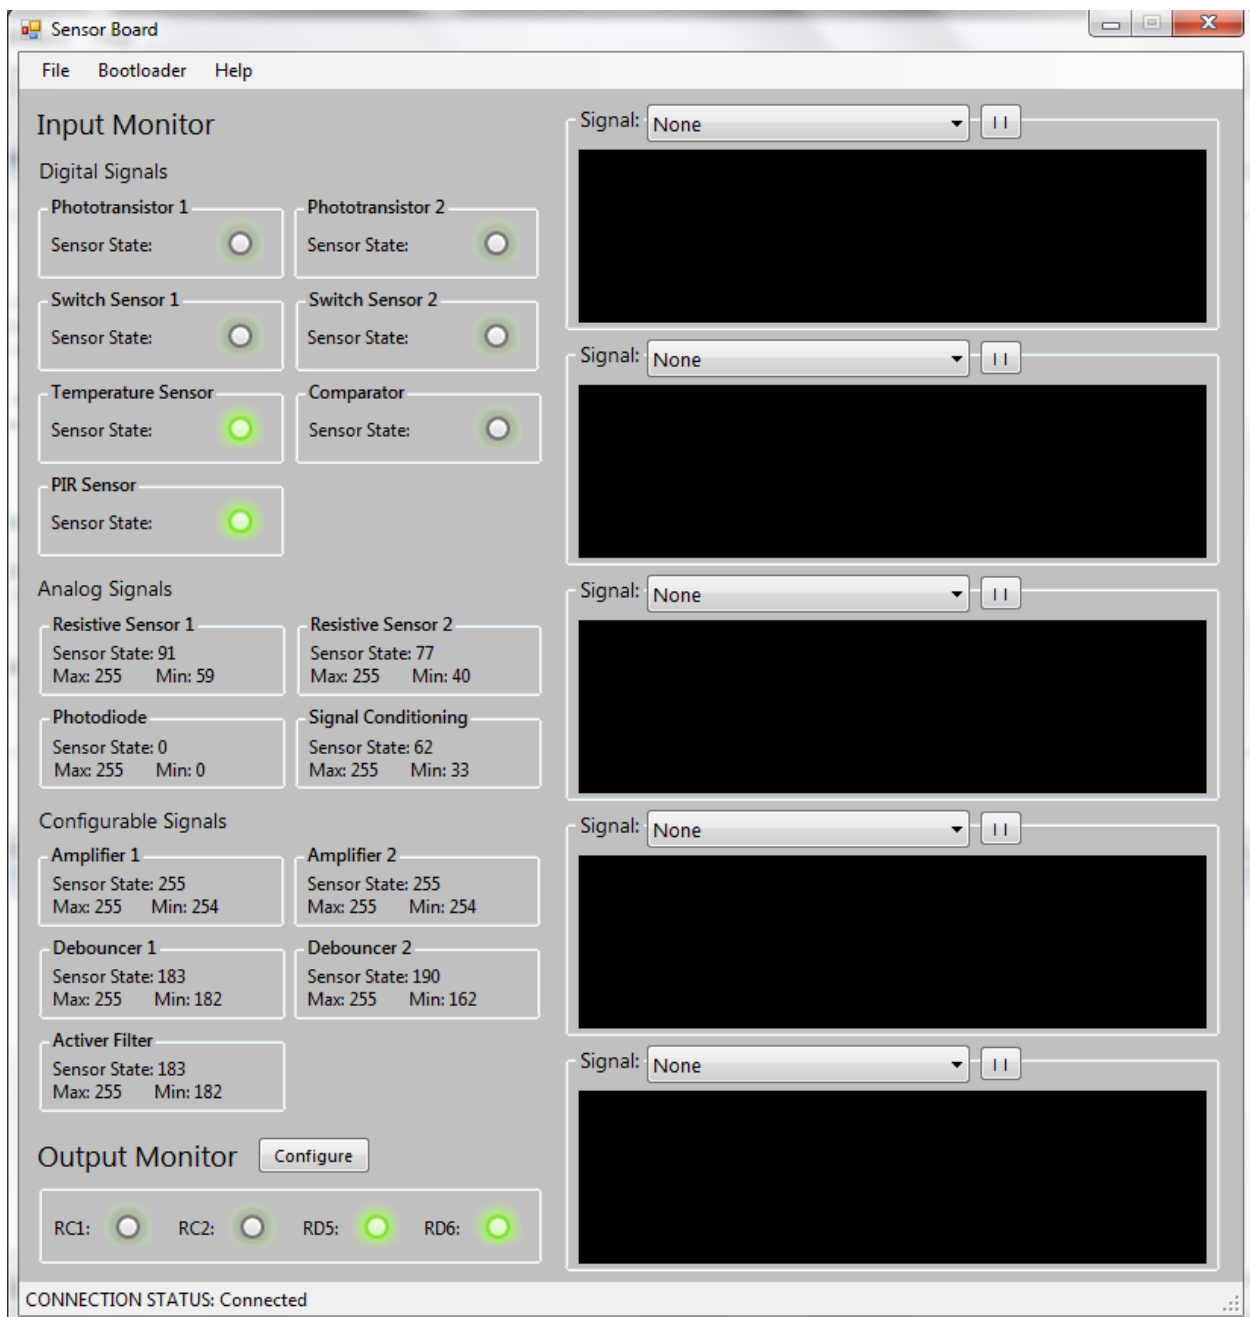 Sensor Board
File Bootloader Help
Input Monitor
Digital Signals
Phototransistor 1
Sensor State:
Phototransistor 2
Sensor State:
Switch Sensor 1
Sensor State:
Switch Sensor 2
Sensor State:
Temperature Sensor
Sensor State:
Comparator
Sensor State:
PIR Sensor
Sensor State:
Analog Signals
Resistive Sensor 1
Sensor State: 91
Max: 255 Min: 59
Resistive Sensor 2
Sensor State: 77
Max: 255 Min: 40
Photodiode
Sensor State: 0
Max: 255 Min: 0
Signal Conditioning
Sensor State: 62
Max: 255 Min: 33
Configurable Signals
Amplifier 1
Sensor State: 255
Max: 255 Min: 254
Amplifier 2
Sensor State: 255
Max: 255 Min: 254
Debouncer 1
Sensor State: 183
Max: 255 Min: 182
Debouncer 2
Sensor State: 190
Max: 255 Min: 162
Activer Filter
Sensor State: 183
Max: 255 Min: 182
Output Monitor Configure
RC1: RC2: RD5: RD6:
Signal: None
Signal: None
Signal: None
Signal: None
Signal: None
CONNECTION STATUS: Connected